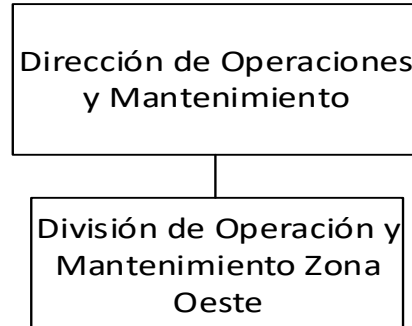 Dirección de Operaciones
y Mantenimiento
División de Operación y
Mantenimiento Zona
Oeste